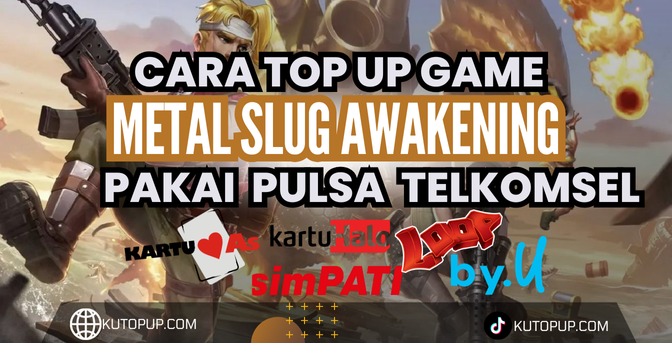 CARA TOP UP GAME
METAL SLUG AWAKENING
PAKAI PULSA TELKOMSEL
KARTU As kartuHalo LOOP
simPATI by.U
KUTOPUP.COM KUTOPUP.COM